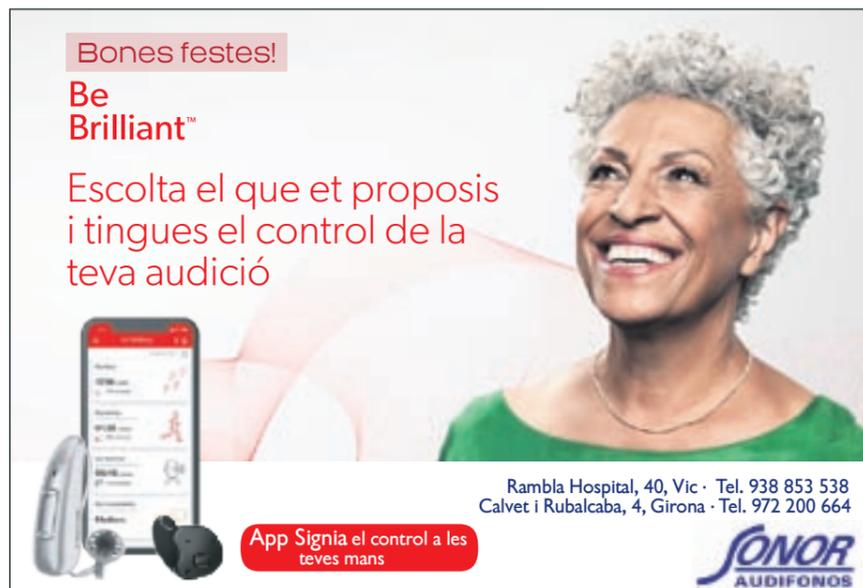 Bones festes!
Be
Brilliant™
Escolta el que et proposis
i tingues el control de la
teva audició
Rambla Hospital, 40, Vic · Tel. 938 853 538
Calvet i Rubalcaba, 4, Girona · Tel. 972 200 664
App Signia el control a les
teves mans
SONOR
AUDIFONOS